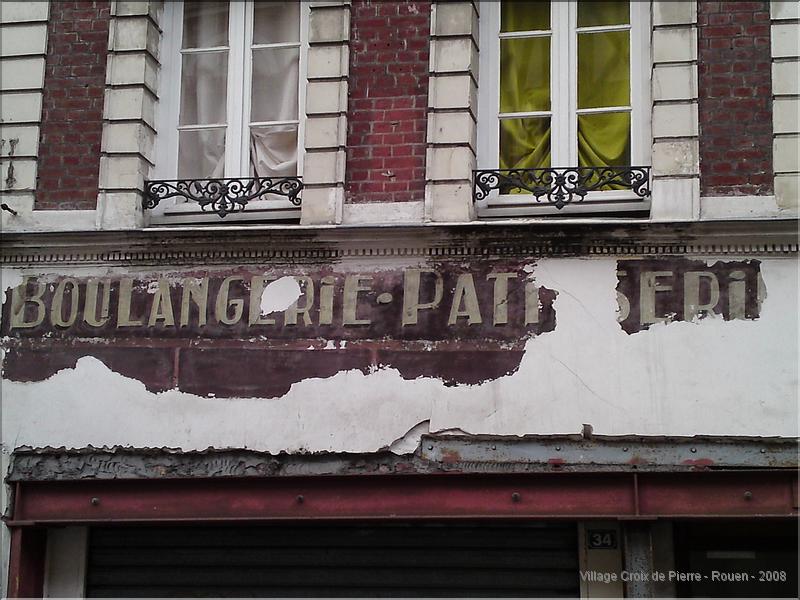 BOULANGERiE·PATI SERi
34
Village Croix de Pierre - Rouen - 2008